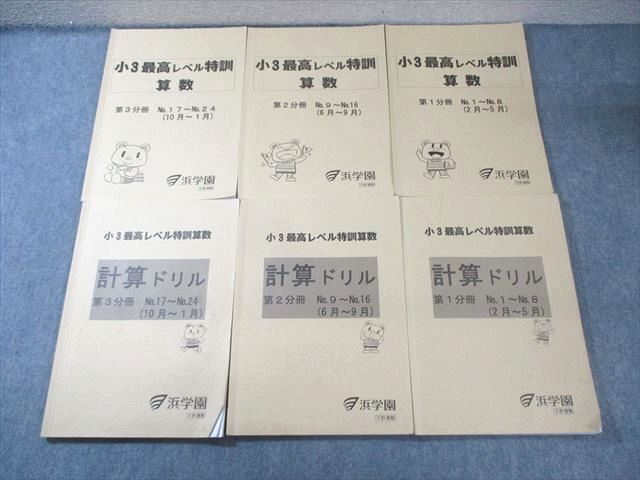 小3最高レベル特訓
算数
第3分冊 No.17～No.24
(10月～1月)
浜学園
小3最高レベル特訓
算数
第2分冊 No.9～No.16
(6月～9月)
浜学園
小3最高レベル特訓
算数
第1分冊 No.1～No.8
(2月～5月)
浜学園
小3最高レベル特訓算数
計算ドリル
第3分冊 No.17～No.24
(10月～1月)
浜学園
小3最高レベル特訓算数
計算ドリル
第2分冊 No.9～No.16
(6月～9月)
浜学園
小3最高レベル特訓算数
計算ドリル
第1分冊 No.1～No.8
(2月～5月)
浜学園